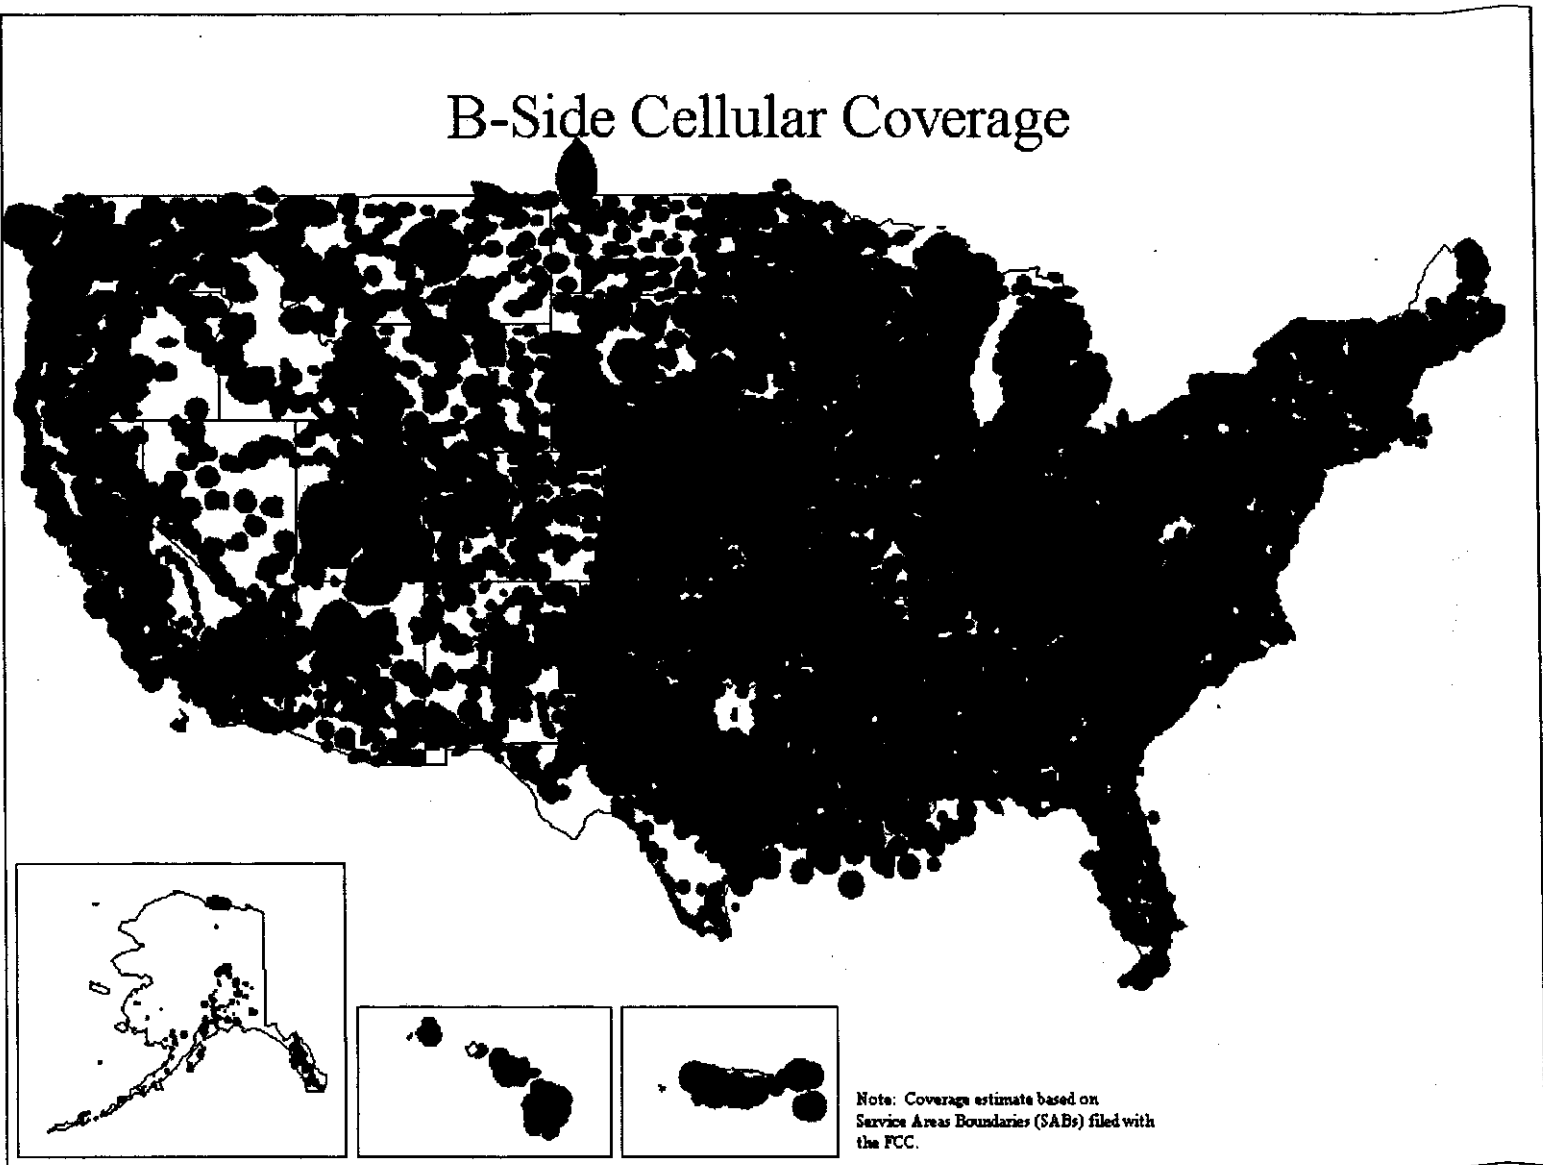 B-Side Cellular Coverage
Note: Coverage estimate based on
Service Areas Boundaries (SABs) filed with
the FCC.